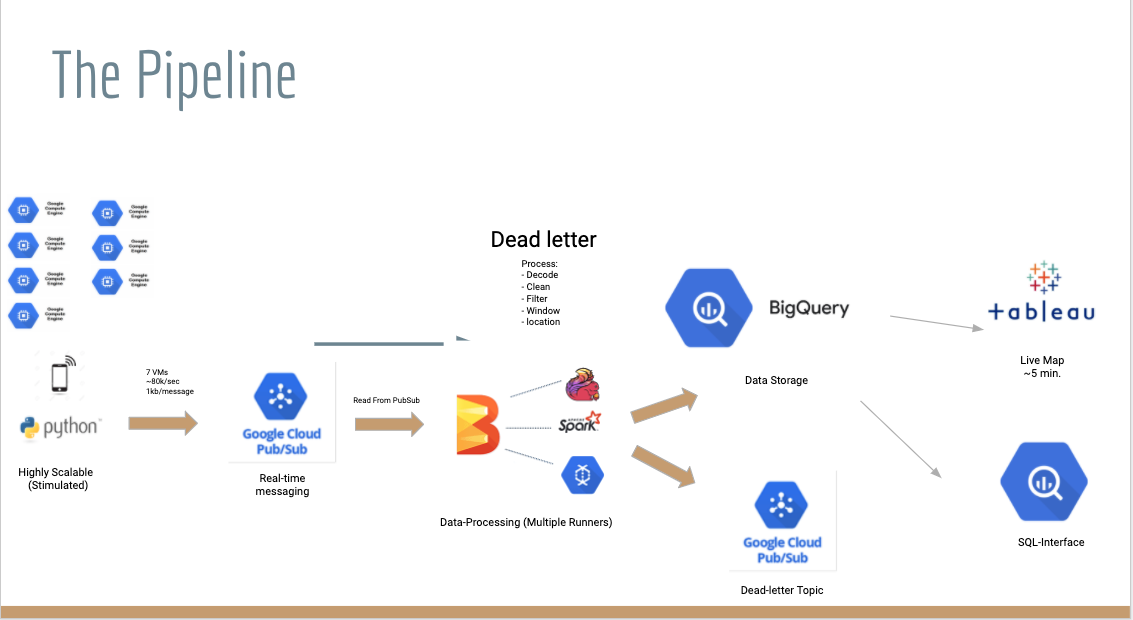 The Pipeline
Google
Compute
Engine
Google
Compute
Engine
Google
Compute
Engine
Google
Compute
Engine
Google
Compute
Engine
Google
Compute
Engine
Google
Compute
Engine
python
Highly Scalable
(Stimulated)
7 VMs
~80k/sec
1kb/message
Google Cloud
Pub/Sub
Real-time
messaging
Read From PubSub
Dead letter
Process:
- Decode
- Clean
- Filter
- Window
- location
APACHE
Spark
Data-Processing (Multiple Runners)
BigQuery
Data Storage
Google Cloud
Pub/Sub
Dead-letter Topic
+ableau
Live Map
~5 min.
SQL-Interface